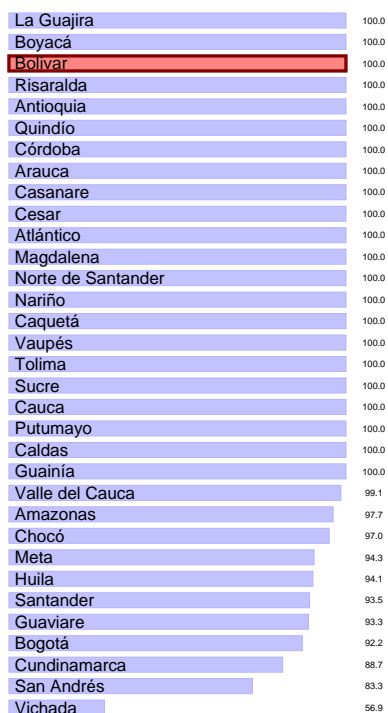 La Guajira 100.0
Boyacá 100.0
Bolivar 100.0
Risaralda 100.0
Antioquia 100.0
Quindío 100.0
Córdoba 100.0
Arauca 100.0
Casanare 100.0
Cesar 100.0
Atlántico 100.0
Magdalena 100.0
Norte de Santander 100.0
Nariño 100.0
Caquetá 100.0
Vaupés 100.0
Tolima 100.0
Sucre 100.0
Cauca 100.0
Putumayo 100.0
Caldas 100.0
Guainía 100.0
Valle del Cauca 99.1
Amazonas 97.7
Chocó 97.0
Meta 94.3
Huila 94.1
Santander 93.5
Guaviare 93.3
Bogotá 92.2
Cundinamarca 88.7
San Andrés 83.3
Vichada 56.9